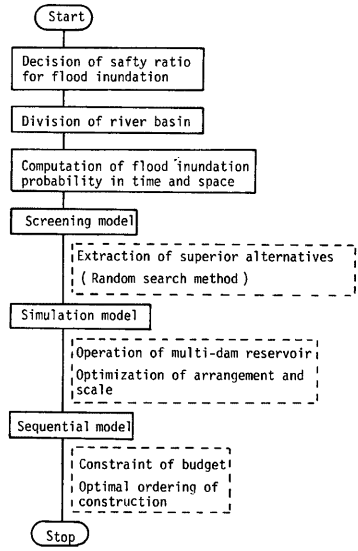 Start
Decision of safty ratio
for flood inundation
Division of river basin
Computation of flood inundation
probability in time and space
Screening model
Extraction of superior alternatives
( Random search method )
Simulation model
Operation of multi-dam reservoir
Optimization of arrangement and
scale
Sequential model
Constraint of budget
Optimal ordering of
construction
Stop